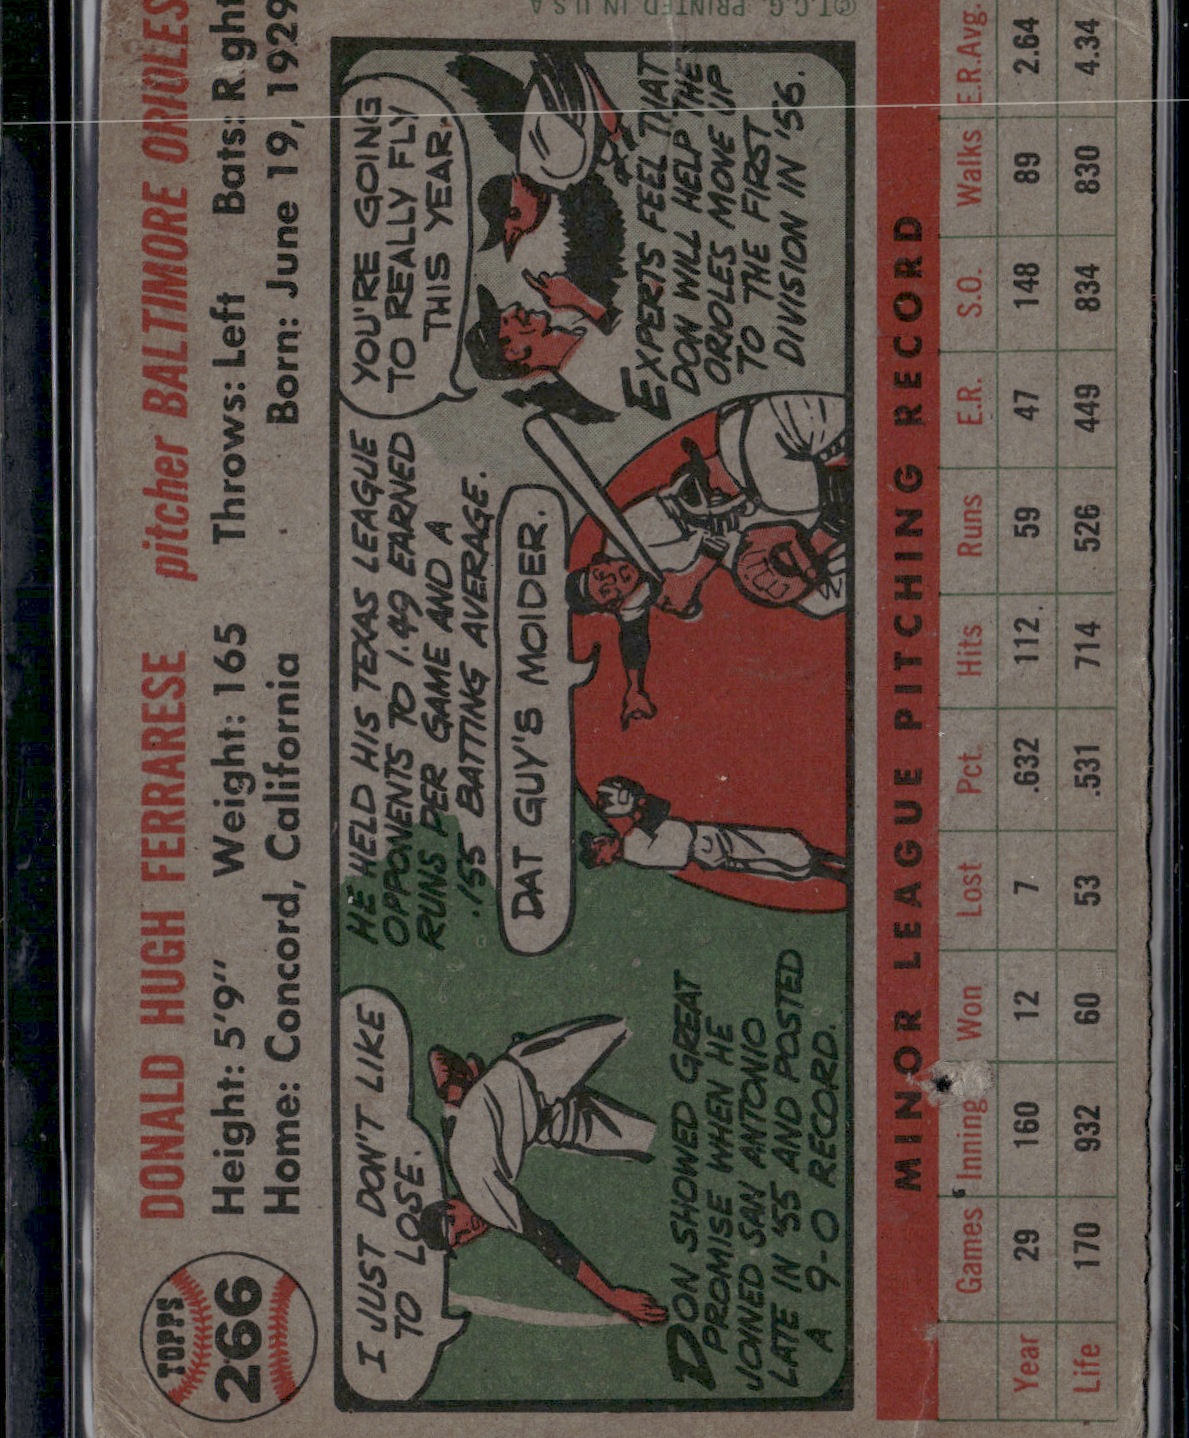 TOPPS
266
DONALD HUGH FERRARESE pitcher BALTIMORE ORIOLES
Height: 5'9" Weight: 165 Throws: Left Bats: Right
Home: Concord, California Born: June 19, 1929
I JUST DON'T LIKE
TO LOSE.
DON SHOWED GREAT
PROMISE WHEN HE
JOINED SAN ANTONIO
LATE IN '55 AND POSTED
A 9-0 RECORD.
HE HELD HIS TEXAS LEAGUE
OPPONENTS TO 1.49 EARNED
RUNS PER GAME AND A
.155 BATTING AVERAGE.
DAT GUY'S MOIDER.
YOU'RE GOING
TO REALLY FLY
THIS YEAR.
EXPERTS FEEL THAT
DON WILL HELP THE
ORIOLES MOVE UP
TO THE FIRST
DIVISION IN '56.
©T.C.G. PRINTED IN U.S.A
MINOR LEAGUE PITCHING RECORD
Games Inning Won Lost Pct. Hits Runs E.R. S.O. Walks E.R.Avg.
Year 29 160 12 7 .632 112 59 47 148 89 2.64
Life 170 932 60 53 .531 714 526 449 834 830 4.34